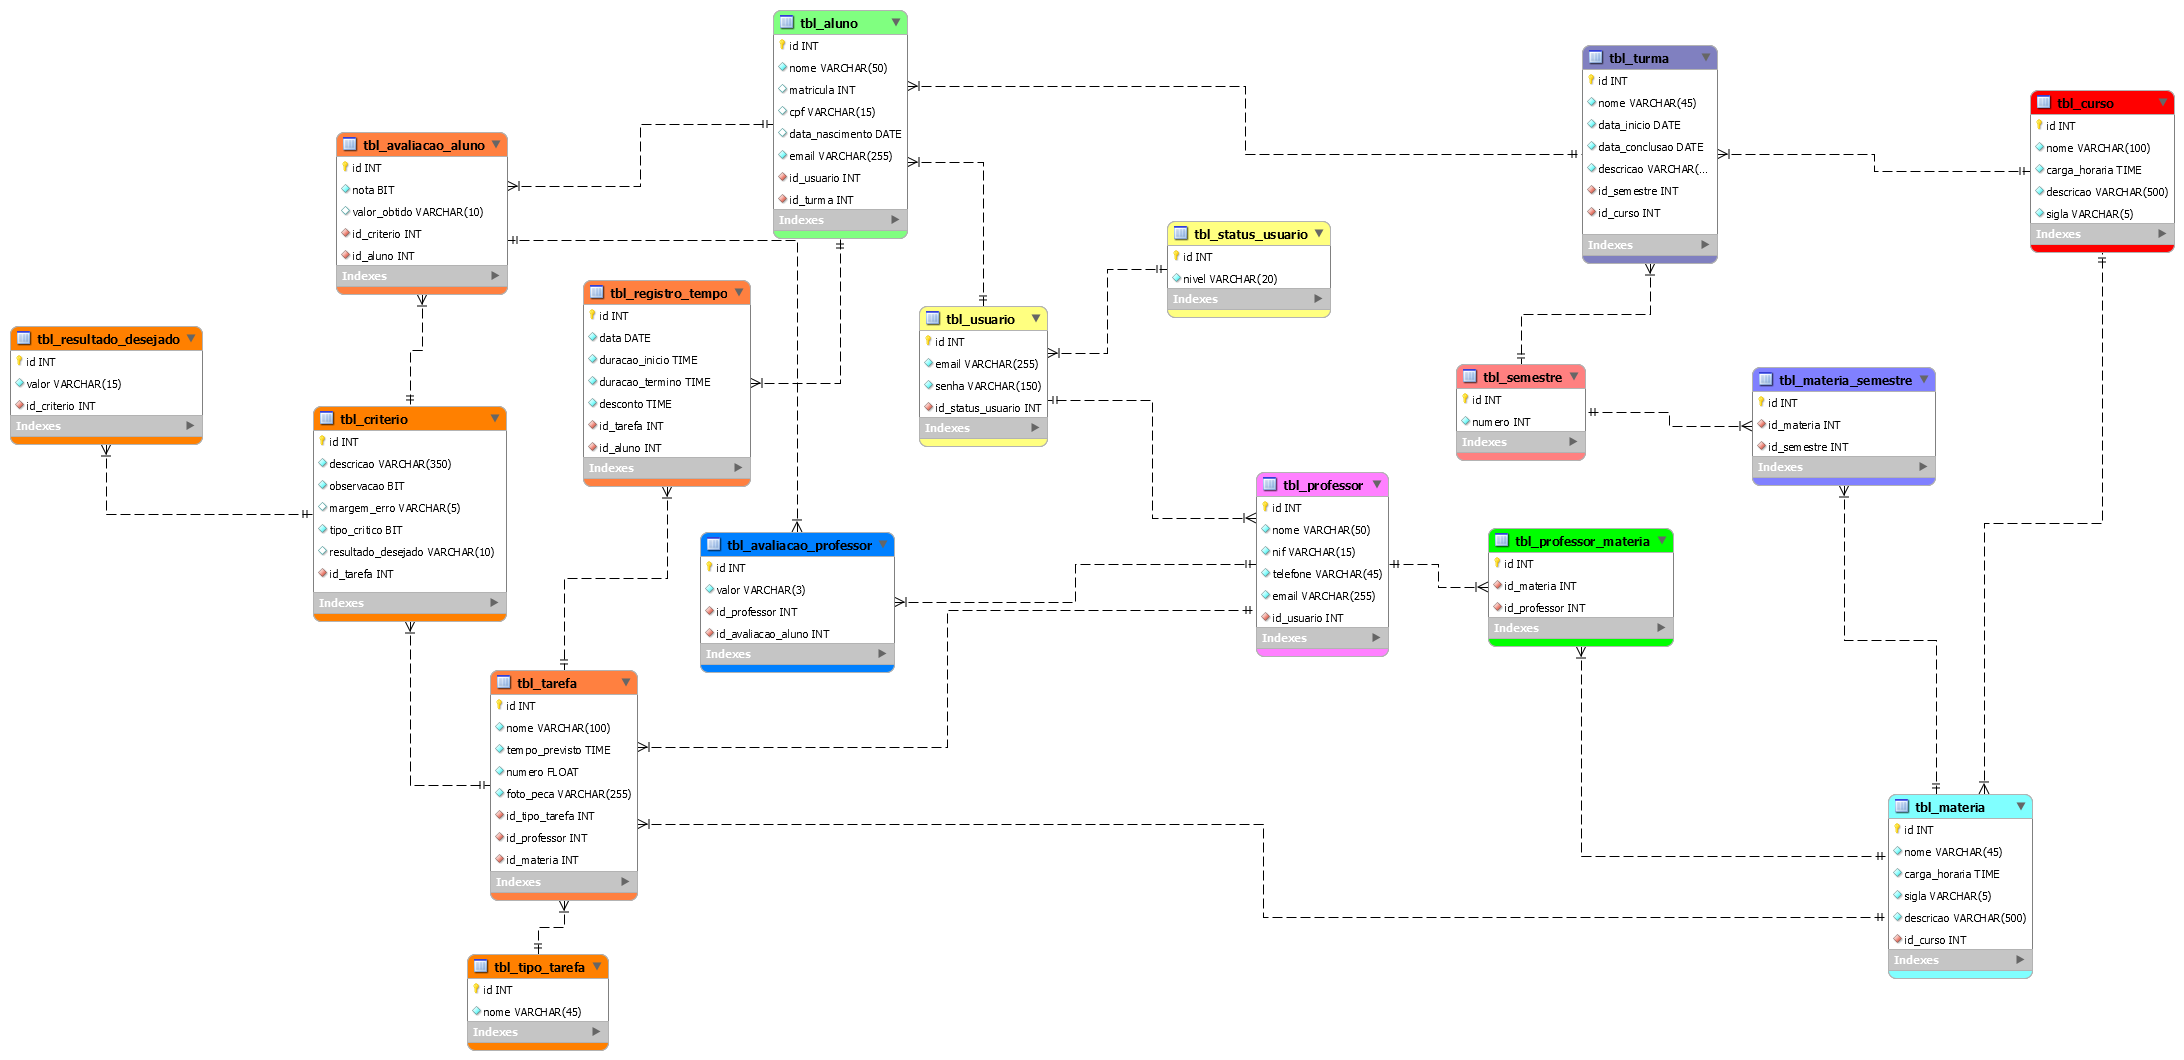 tbl_aluno
id INT
nome VARCHAR(50)
matricula INT
cpf VARCHAR(15)
data_nascimento DATE
email VARCHAR(255)
id_usuario INT
id_turma INT
Indexes
tbl_turma
id INT
nome VARCHAR(45)
data_inicio DATE
data_conclusao DATE
descricao VARCHAR(...
id_semestre INT
id_curso INT
Indexes
tbl_curso
id INT
nome VARCHAR(100)
carga_horaria TIME
descricao VARCHAR(500)
sigla VARCHAR(5)
Indexes
tbl_avaliacao_aluno
id INT
nota BIT
valor_obtido VARCHAR(10)
id_criterio INT
id_aluno INT
Indexes
tbl_status_usuario
id INT
nivel VARCHAR(20)
Indexes
tbl_registro_tempo
id INT
data DATE
duracao_inicio TIME
duracao_termino TIME
desconto TIME
id_tarefa INT
id_aluno INT
Indexes
tbl_usuario
id INT
email VARCHAR(255)
senha VARCHAR(150)
id_status_usuario INT
Indexes
tbl_resultado_desejado
id INT
valor VARCHAR(15)
id_criterio INT
Indexes
tbl_semestre
id INT
numero INT
Indexes
tbl_materia_semestre
id INT
id_materia INT
id_semestre INT
Indexes
tbl_criterio
id INT
descricao VARCHAR(350)
observacao BIT
margem_erro VARCHAR(5)
tipo_critico BIT
resultado_desejado VARCHAR(10)
id_tarefa INT
Indexes
tbl_professor
id INT
nome VARCHAR(50)
nif VARCHAR(15)
telefone VARCHAR(45)
email VARCHAR(255)
id_usuario INT
Indexes
tbl_professor_materia
id INT
id_materia INT
id_professor INT
Indexes
tbl_avaliacao_professor
id INT
valor VARCHAR(3)
id_professor INT
id_avaliacao_aluno INT
Indexes
tbl_tarefa
id INT
nome VARCHAR(100)
tempo_previsto TIME
numero FLOAT
foto_peca VARCHAR(255)
id_tipo_tarefa INT
id_professor INT
id_materia INT
Indexes
tbl_materia
id INT
nome VARCHAR(45)
carga_horaria TIME
sigla VARCHAR(5)
descricao VARCHAR(500)
id_curso INT
Indexes
tbl_tipo_tarefa
id INT
nome VARCHAR(45)
Indexes